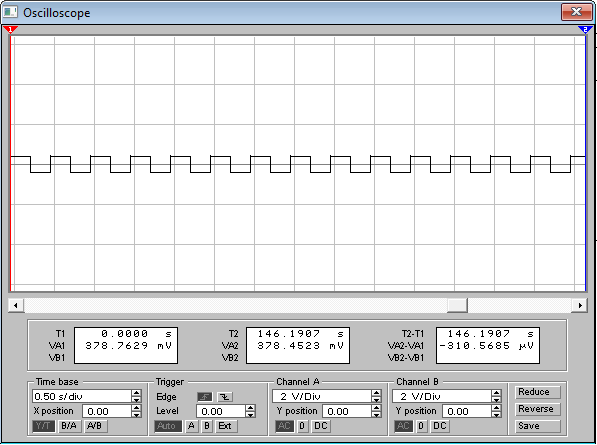 Oscilloscope
1 2
T1 0.0000 s T2 146.1907 s T2-T1 146.1907 s
VA1 378.7629 mV VA2 378.4523 mV VA2-VA1 -310.5685 µV
VB1 VB2 VB2-VB1
Time base Trigger Channel A Channel B
0.50 s/div Edge 2 V/Div 2 V/Div Reduce
X position 0.00 Level 0.00 Y position 0.00 Y position 0.00 Reverse
Y/T B/A A/B Auto A B Ext AC 0 DC AC 0 DC Save